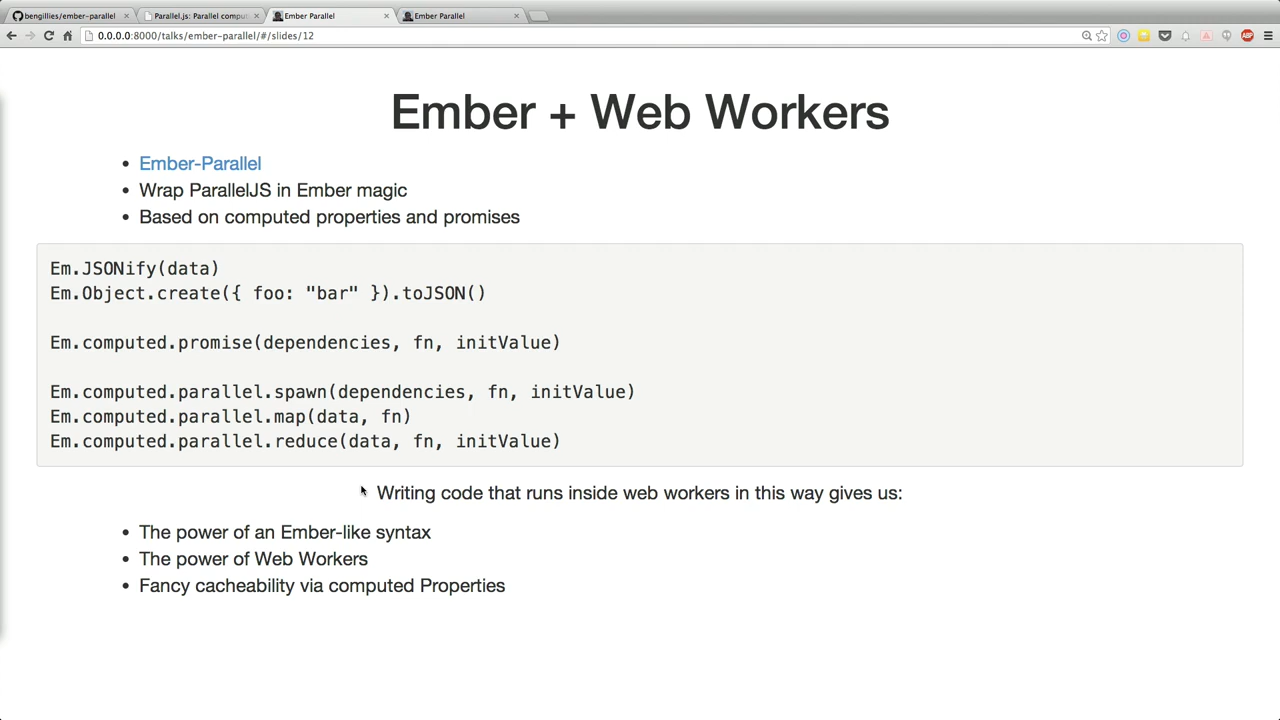 bengillies/ember-parallel
Parallel.js: Parallel comput
Ember Parallel
Ember Parallel
0.0.0.0:8000/talks/ember-parallel/#/slides/12
ABP
Ember + Web Workers
• Ember-Parallel
• Wrap ParallelJS in Ember magic
• Based on computed properties and promises
Em.JSONify(data)
Em.Object.create({ foo: "bar" }).toJSON()
Em.computed.promise(dependencies, fn, initValue)
Em.computed.parallel.spawn(dependencies, fn, initValue)
Em.computed.parallel.map(data, fn)
Em.computed.parallel.reduce(data, fn, initValue)
Writing code that runs inside web workers in this way gives us:
• The power of an Ember-like syntax
• The power of Web Workers
• Fancy cacheability via computed Properties